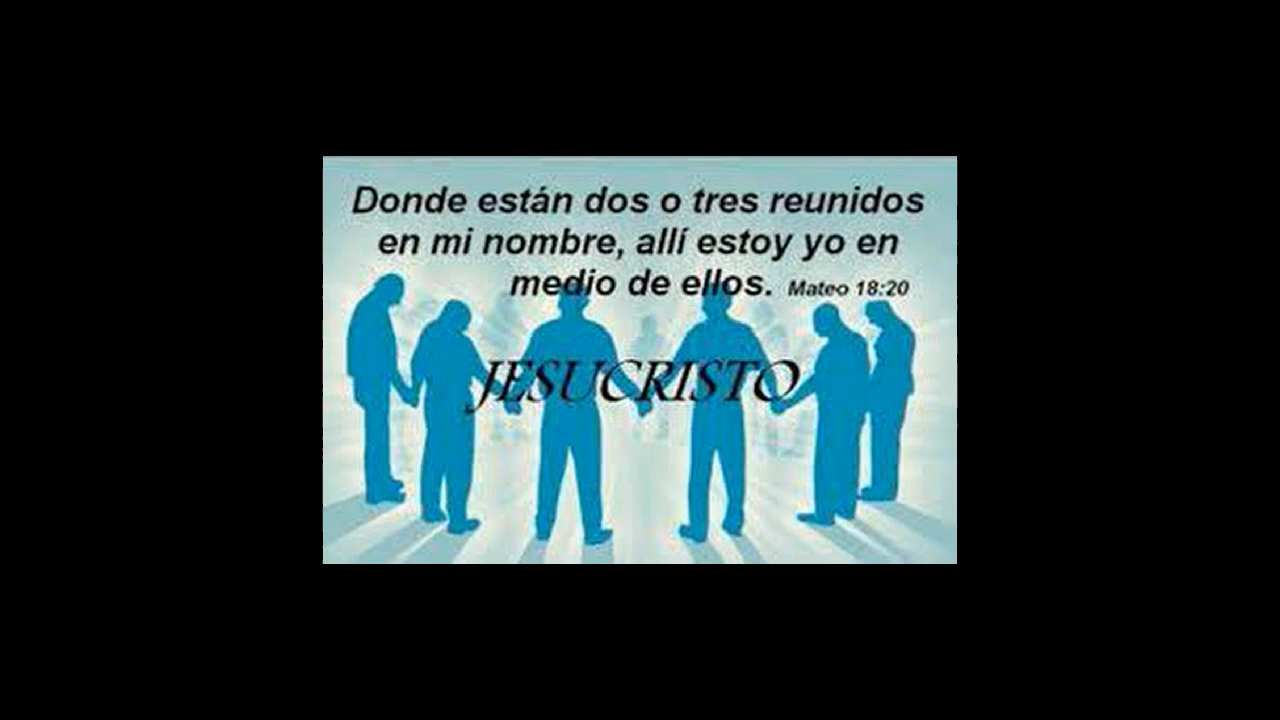 Donde están dos o tres reunidos
en mi nombre, allí estoy yo en
medio de ellos. Mateo 18:20
JESUCRISTO